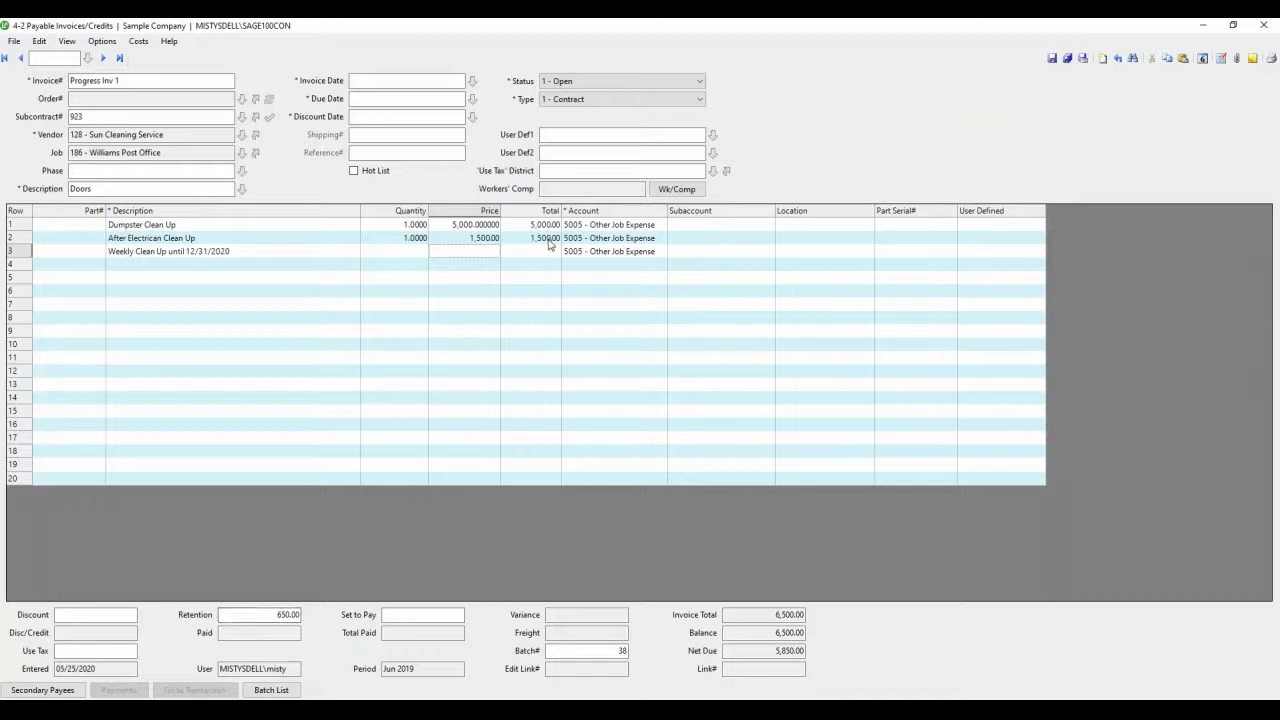 4-2 Payable Invoices/Credits | Sample Company | MISTYSDELL\SAGE100CON
File Edit View Options Costs Help
* Invoice# Progress Inv 1 * Invoice Date * Status 1 - Open
Order# * Due Date * Type 1 - Contract
Subcontract# 923 * Discount Date
* Vendor 128 - Sun Cleaning Service Shipping# User Def1
Job 186 - Williams Post Office Reference# User Def2
Phase Hot List 'Use Tax' District
* Description Doors Workers' Comp Wk/Comp
Row Part# * Description Quantity Price Total * Account Subaccount Location Part Serial# User Defined
1 Dumpster Clean Up 1.0000 5,000.000000 5,000.00 5005 - Other Job Expense
2 After Electrican Clean Up 1.0000 1,500.00 1,500.00 5005 - Other Job Expense
3 Weekly Clean Up until 12/31/2020 5005 - Other Job Expense
4
5
6
7
8
9
10
11
12
13
14
15
16
17
18
19
20
Discount Retention 650.00 Set to Pay Variance Invoice Total 6,500.00
Disc/Credit Paid Total Paid Freight Balance 6,500.00
Use Tax Batch# 38 Net Due 5,850.00
Entered 05/25/2020 User MISTYSDELL\misty Period Jun 2019 Edit Link# Link#
Secondary Payees Payments Go to Transaction Batch List